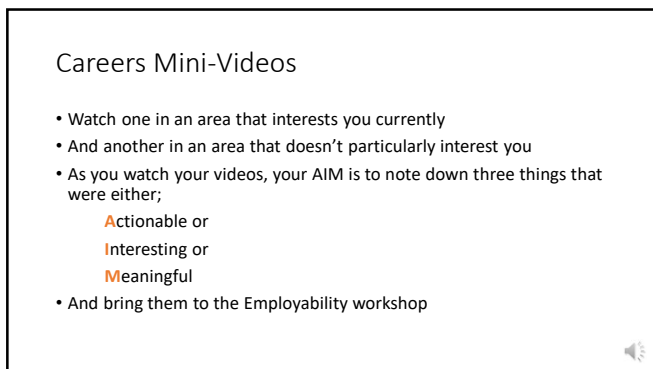 Careers Mini-Videos
• Watch one in an area that interests you currently
• And another in an area that doesn’t particularly interest you
• As you watch your videos, your AIM is to note down three things that
were either;
Actionable or
Interesting or
Meaningful
• And bring them to the Employability workshop